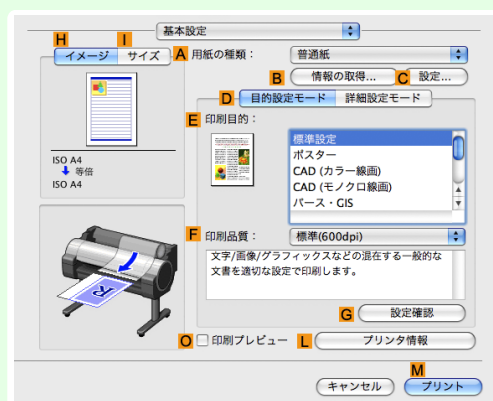 基本設定
H I
イメージ サイズ
A 用紙の種類： 普通紙
B 情報の取得... C 設定...
D 目的設定モード 詳細設定モード
E 印刷目的：
標準設定
ポスター
CAD (カラー線画)
CAD (モノクロ線画)
パース・GIS
ISO A4
等倍
ISO A4
F 印刷品質： 標準(600dpi)
文字/画像/グラフィックスなどの混在する一般的な
文書を適切な設定で印刷します。
G 設定確認
O 印刷プレビュー L プリンタ情報
M
キャンセル プリント